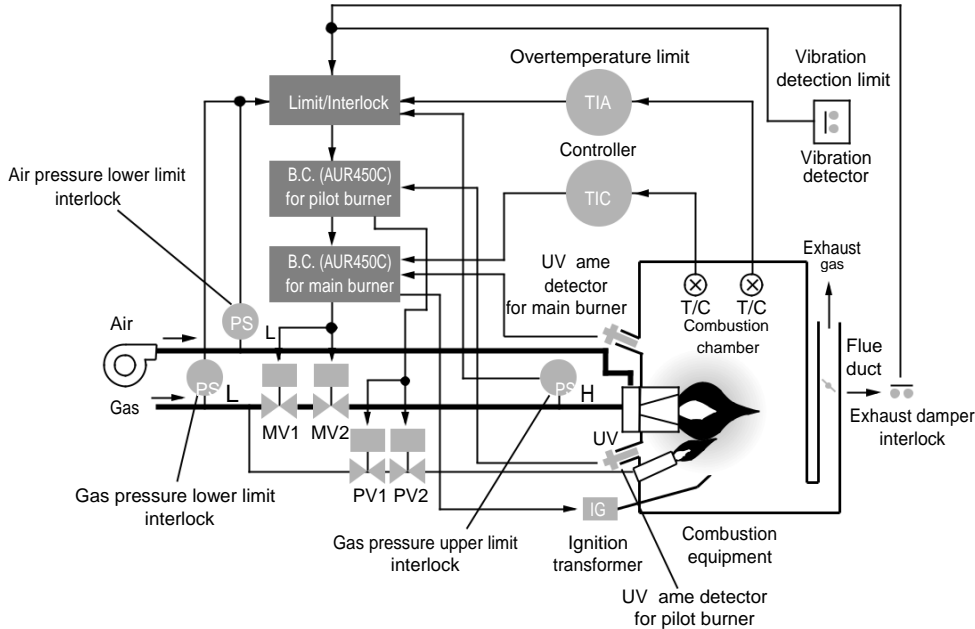 Overtemperature limit
Vibration
detection limit
Limit/Interlock
TIA
Vibration
detector
Controller
Air pressure lower limit
interlock
B.C. (AUR450C)
for pilot burner
TIC
B.C. (AUR450C)
for main burner
UV ame
detector
for main burner
Exhaust
gas
T/C
T/C
Combustion
chamber
Air
PS
L
Flue
duct
PS
L
PS
H
Gas
MV1
MV2
Exhaust damper
interlock
UV
PV1
PV2
Gas pressure lower limit
interlock
IG
Gas pressure upper limit
interlock
Ignition
transformer
Combustion
equipment
UV ame detector
for pilot burner